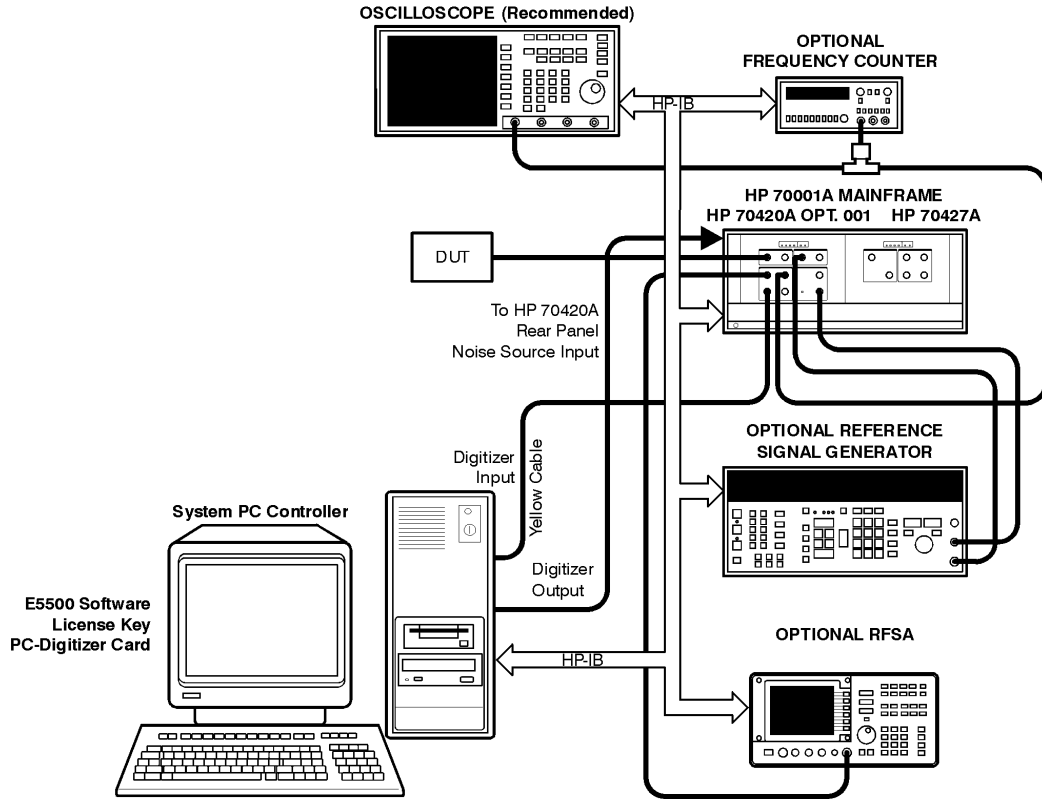 OSCILLOSCOPE (Recommended)
OPTIONAL
FREQUENCY COUNTER
HP-IB
HP 70001A MAINFRAME
HP 70420A OPT. 001 HP 70427A
DUT
To HP 70420A
Rear Panel
Noise Source Input
OPTIONAL REFERENCE
SIGNAL GENERATOR
Digitizer
Input
Yellow Cable
System PC Controller
Digitizer
Output
E5500 Software
License Key
PC-Digitizer Card
OPTIONAL RFSA
HP-IB